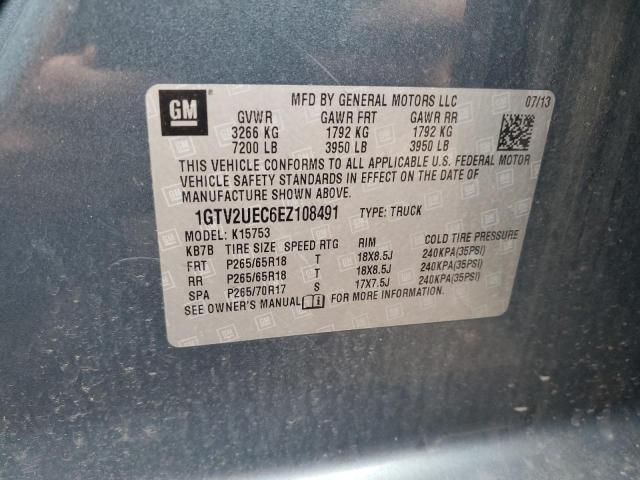 GM
MFD BY GENERAL MOTORS LLC 07/13
GVWR GAWR FRT GAWR RR
3266 KG 1792 KG 1792 KG
7200 LB 3950 LB 3950 LB
THIS VEHICLE CONFORMS TO ALL APPLICABLE U.S. FEDERAL MOTOR
VEHICLE SAFETY STANDARDS IN EFFECT ON THE DATE OF
MANUFACTURE SHOWN ABOVE.
1GTV2UEC6EZ108491 TYPE: TRUCK
MODEL: K15753
KB7B TIRE SIZE SPEED RTG RIM COLD TIRE PRESSURE
FRT P265/65R18 T 18X8.5J 240KPA(35PSI)
RR P265/65R18 T 18X8.5J 240KPA(35PSI)
SPA P265/70R17 S 17X7.5J 240KPA(35PSI)
SEE OWNER'S MANUAL FOR MORE INFORMATION.